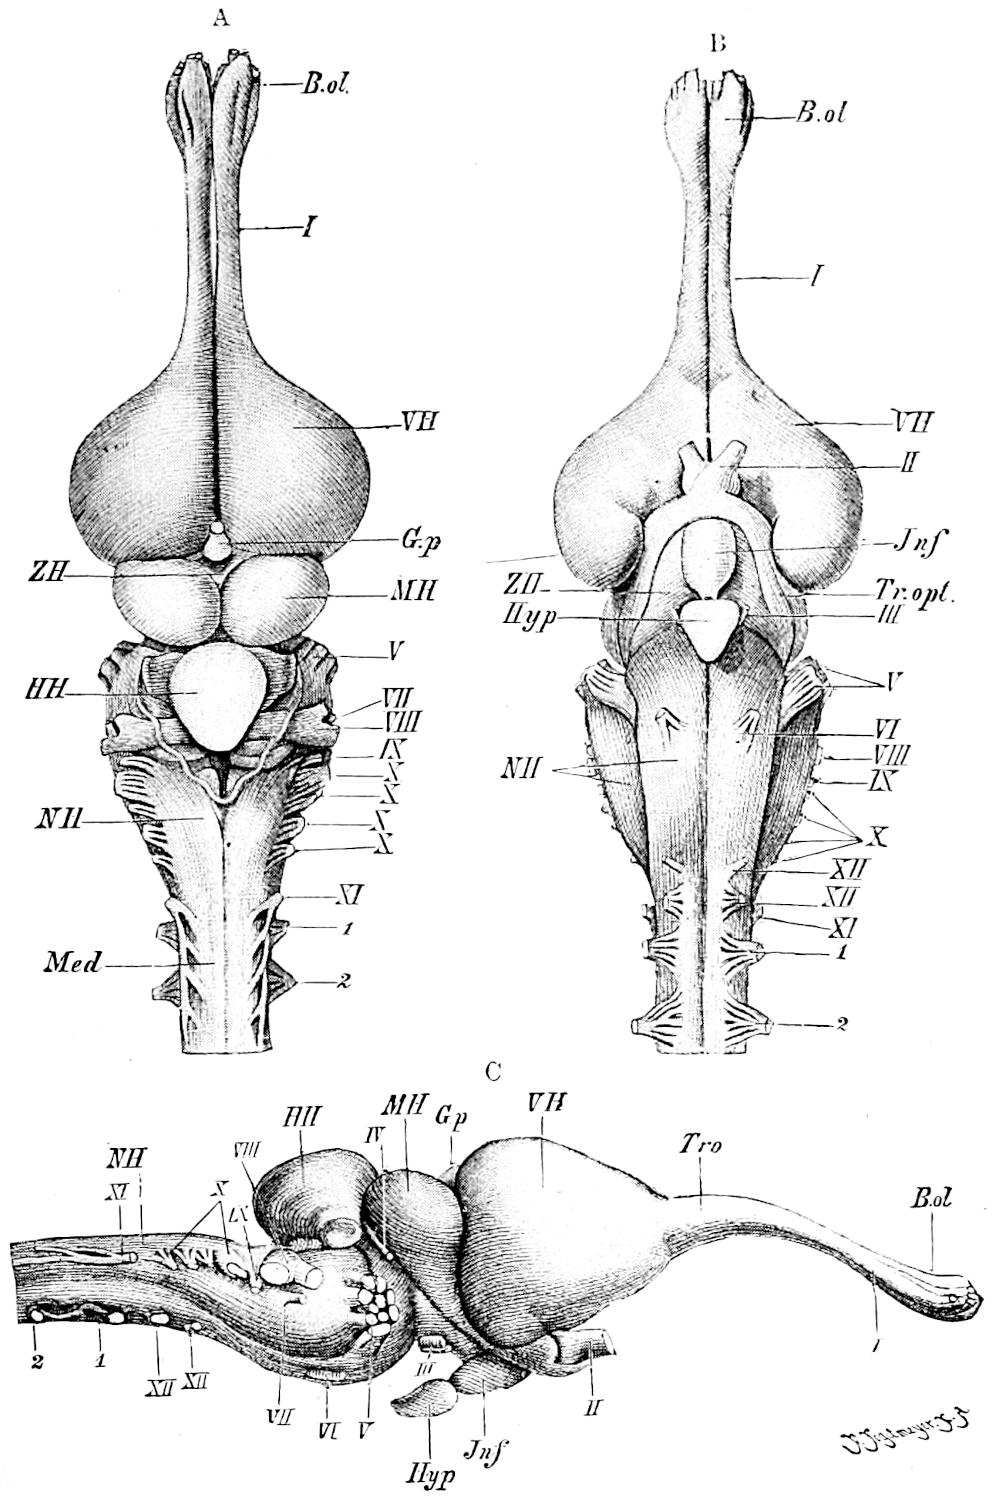 A
B.ol.
I
VH
G.p
ZH
MH
V
HH
VII
VIII
IX
X
X
NH
X
X
XI
1
Med
2
B
B.ol
I
VH
II
Jnf
ZH
Tr.opt.
Hyp
III
V
VI
VIII
NH
IX
X
XII
XII
XI
1
2
C
HH
MH
Gp
VH
IV
VIII
Tro
NH
XI
X
IX
B.ol
2
1
XII
XII
VII
VI
V
III
Hyp
Jnf
II
I